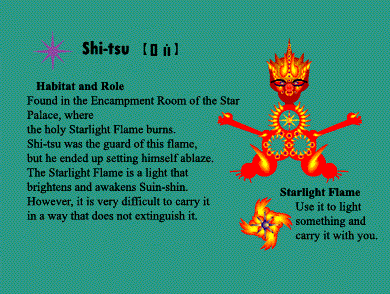 Shi-tsu
Habitat and Role
Found in the Encampment Room of the Star
Palace, where
the holy Starlight Flame burns.
Shi-tsu was the guard of this flame,
but he ended up setting himself ablaze.
The Starlight Flame is a light that
brightens and awakens Suin-shin.
However, it is very difficult to carry it
in a way that does not extinguish it.
Starlight Flame
Use it to light
something and
carry it with you.